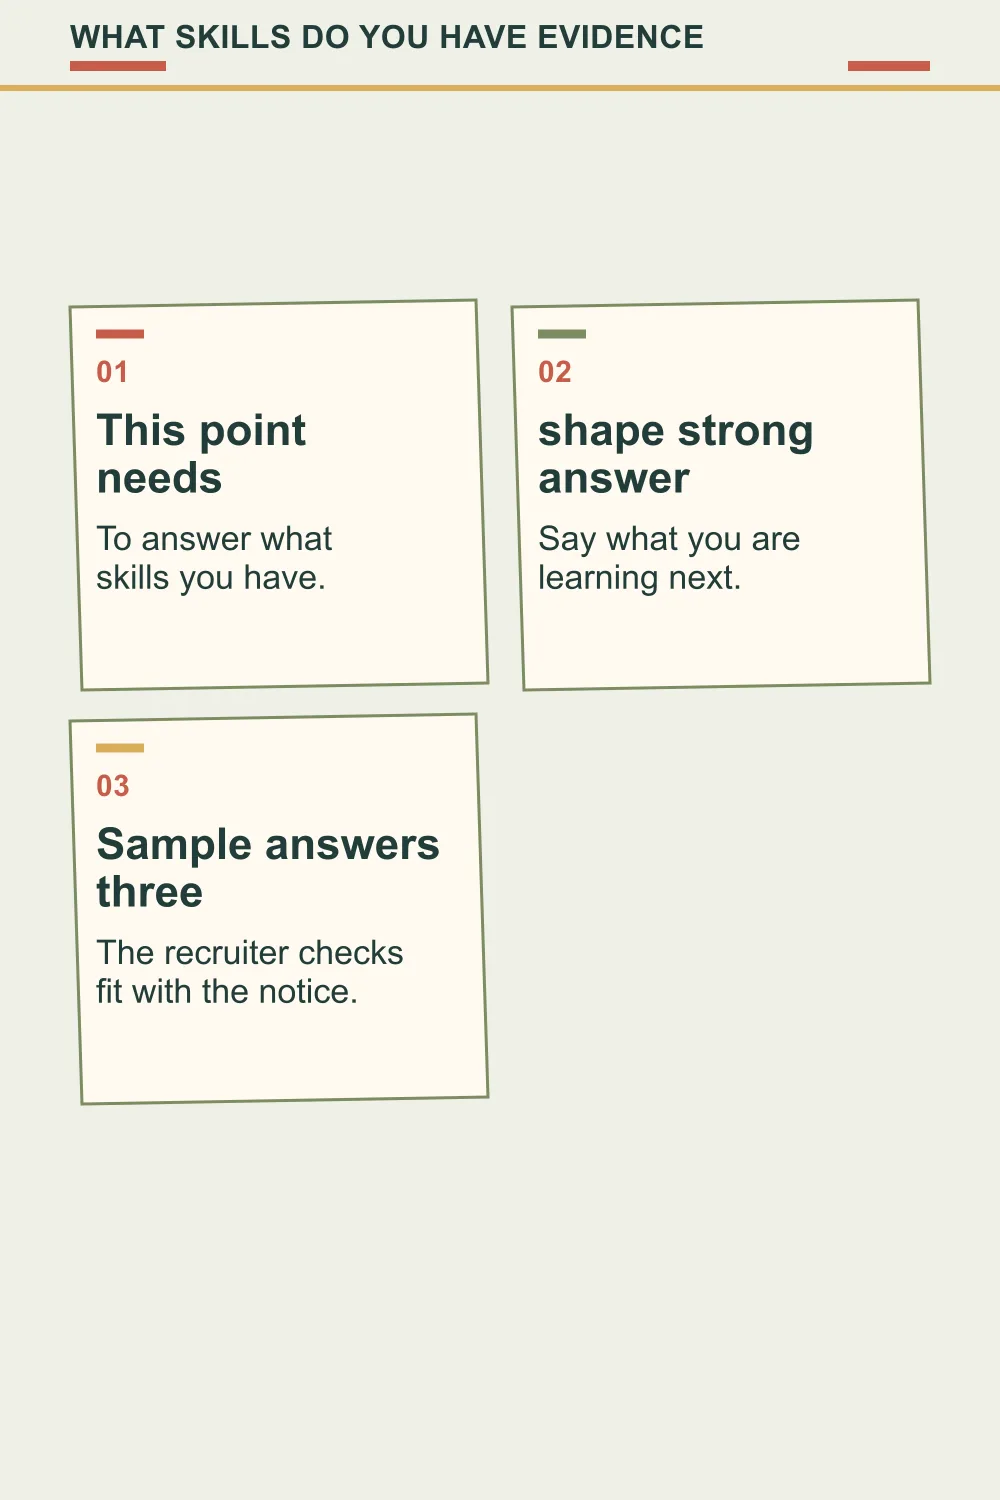 WHAT SKILLS DO YOU HAVE EVIDENCE
01
This point
needs
To answer what
skills you have.
02
shape strong
answer
Say what you are
learning next.
03
Sample answers
three
The recruiter checks
fit with the notice.